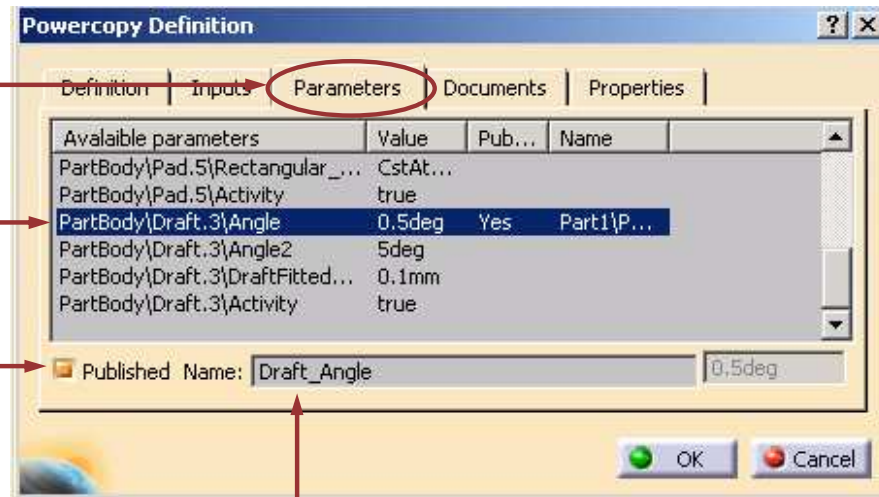 Powercopy Definition
Definition Inputs Parameters Documents Properties
Avalaible parameters Value Pub... Name
PartBody\Pad.5\Rectangular_... CstAt...
PartBody\Pad.5\Activity true
PartBody\Draft.3\Angle 0.5deg Yes Part1\P...
PartBody\Draft.3\Angle2 5deg
PartBody\Draft.3\DraftFitted... 0.1mm
PartBody\Draft.3\Activity true
Published Name: Draft_Angle 0.5deg
OK Cancel